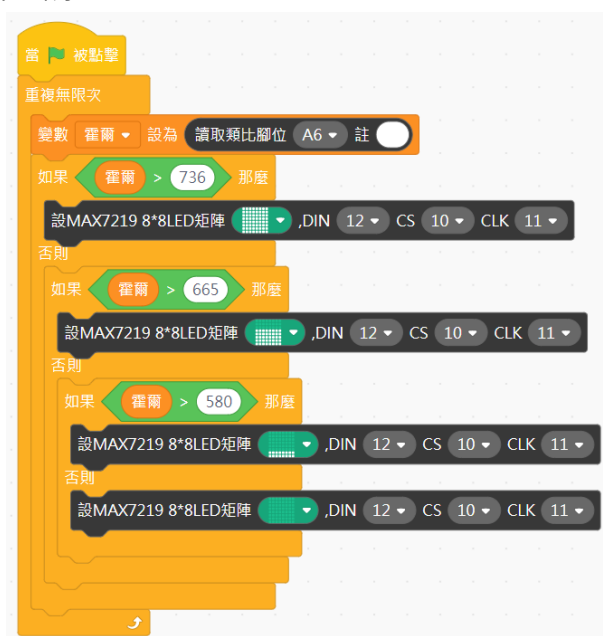 當 被點擊
重複無限次
變數 霍爾 設為 讀取類比腳位 A6 註
如果 霍爾 > 736 那麼
設MAX7219 8*8LED矩陣 ,DIN 12 CS 10 CLK 11
否則
如果 霍爾 > 665 那麼
設MAX7219 8*8LED矩陣 ,DIN 12 CS 10 CLK 11
否則
如果 霍爾 > 580 那麼
設MAX7219 8*8LED矩陣 ,DIN 12 CS 10 CLK 11
否則
設MAX7219 8*8LED矩陣 ,DIN 12 CS 10 CLK 11